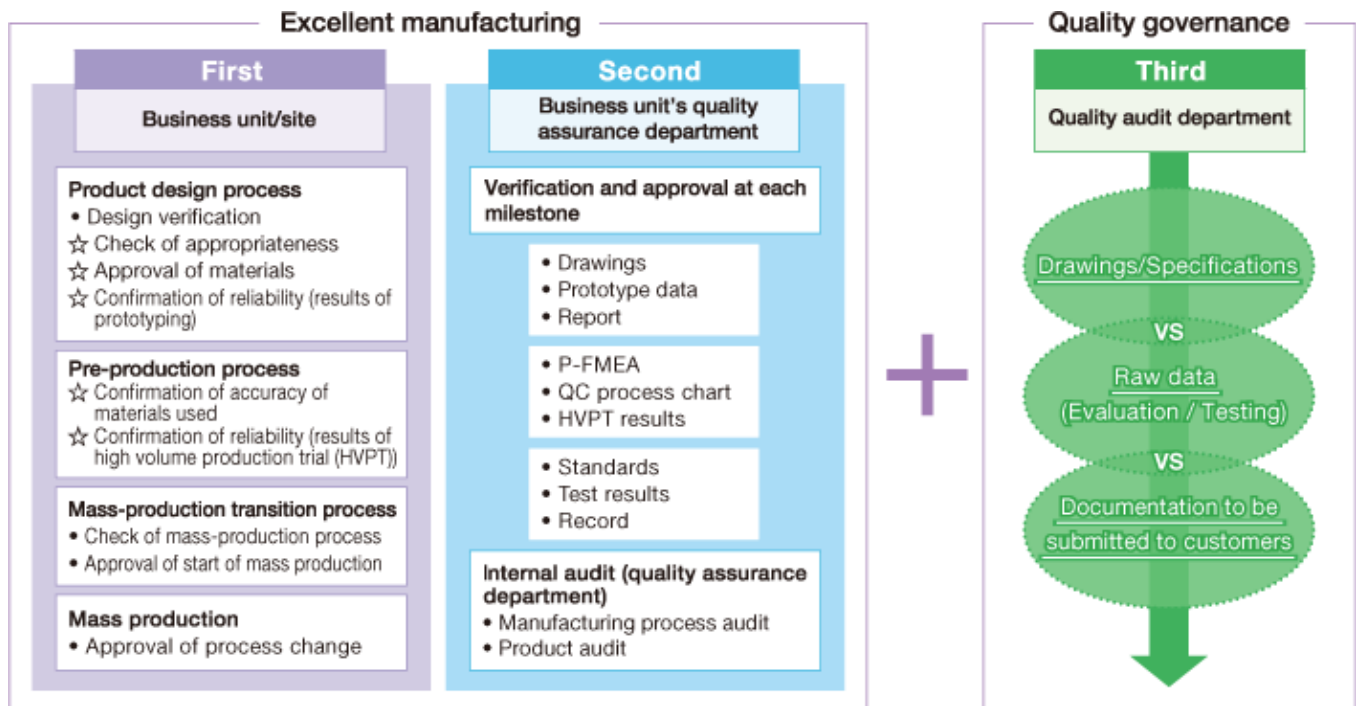 Excellent manufacturing
First
Business unit/site
Product design process
• Design verification
☆ Check of appropriateness
☆ Approval of materials
☆ Confirmation of reliability (results of
prototyping)
Pre-production process
☆ Confirmation of accuracy of
materials used
☆ Confirmation of reliability (results of
high volume production trial (HVPT))
Mass-production transition process
• Check of mass-production process
• Approval of start of mass production
Mass production
• Approval of process change
Second
Business unit's quality
assurance department
Verification and approval at each
milestone
• Drawings
• Prototype data
• Report
• P-FMEA
• QC process chart
• HVPT results
• Standards
• Test results
• Record
Internal audit (quality assurance
department)
• Manufacturing process audit
• Product audit
+
Quality governance
Third
Quality audit department
Drawings/Specifications
VS
Raw data
(Evaluation / Testing)
VS
Documentation to be
submitted to customers